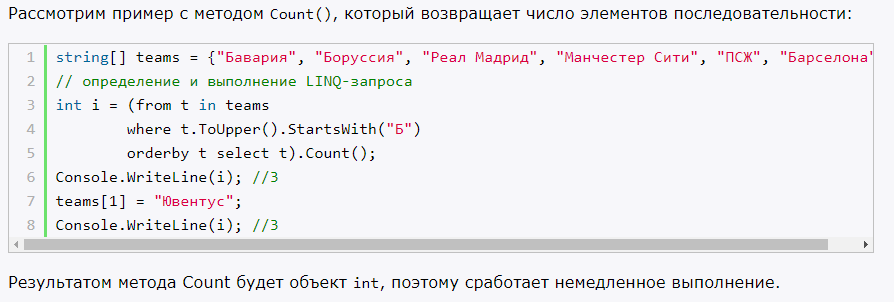 Рассмотрим пример с методом Count(), который возвращает число элементов последовательности:
1 string[] teams = {"Бавария", "Боруссия", "Реал Мадрид", "Манчестер Сити", "ПСЖ", "Барселона"
2 // определение и выполнение LINQ-запроса
3 int i = (from t in teams
4 where t.ToUpper().StartsWith("Б")
5 orderby t select t).Count();
6 Console.WriteLine(i); //3
7 teams[1] = "Ювентус";
8 Console.WriteLine(i); //3
Результатом метода Count будет объект int, поэтому сработает немедленное выполнение.